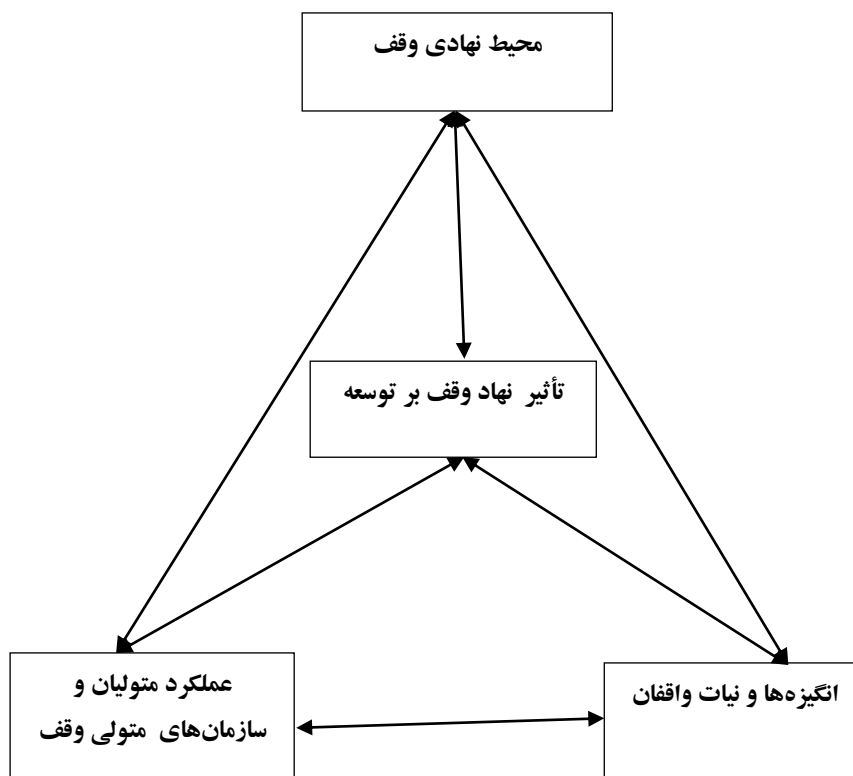 محیط نهادی وقف
تأثیر نهاد وقف بر توسعه
انگیزه‌ها و نیات واقفان
عملکرد متولیان و
سازمان‌های متولی وقف